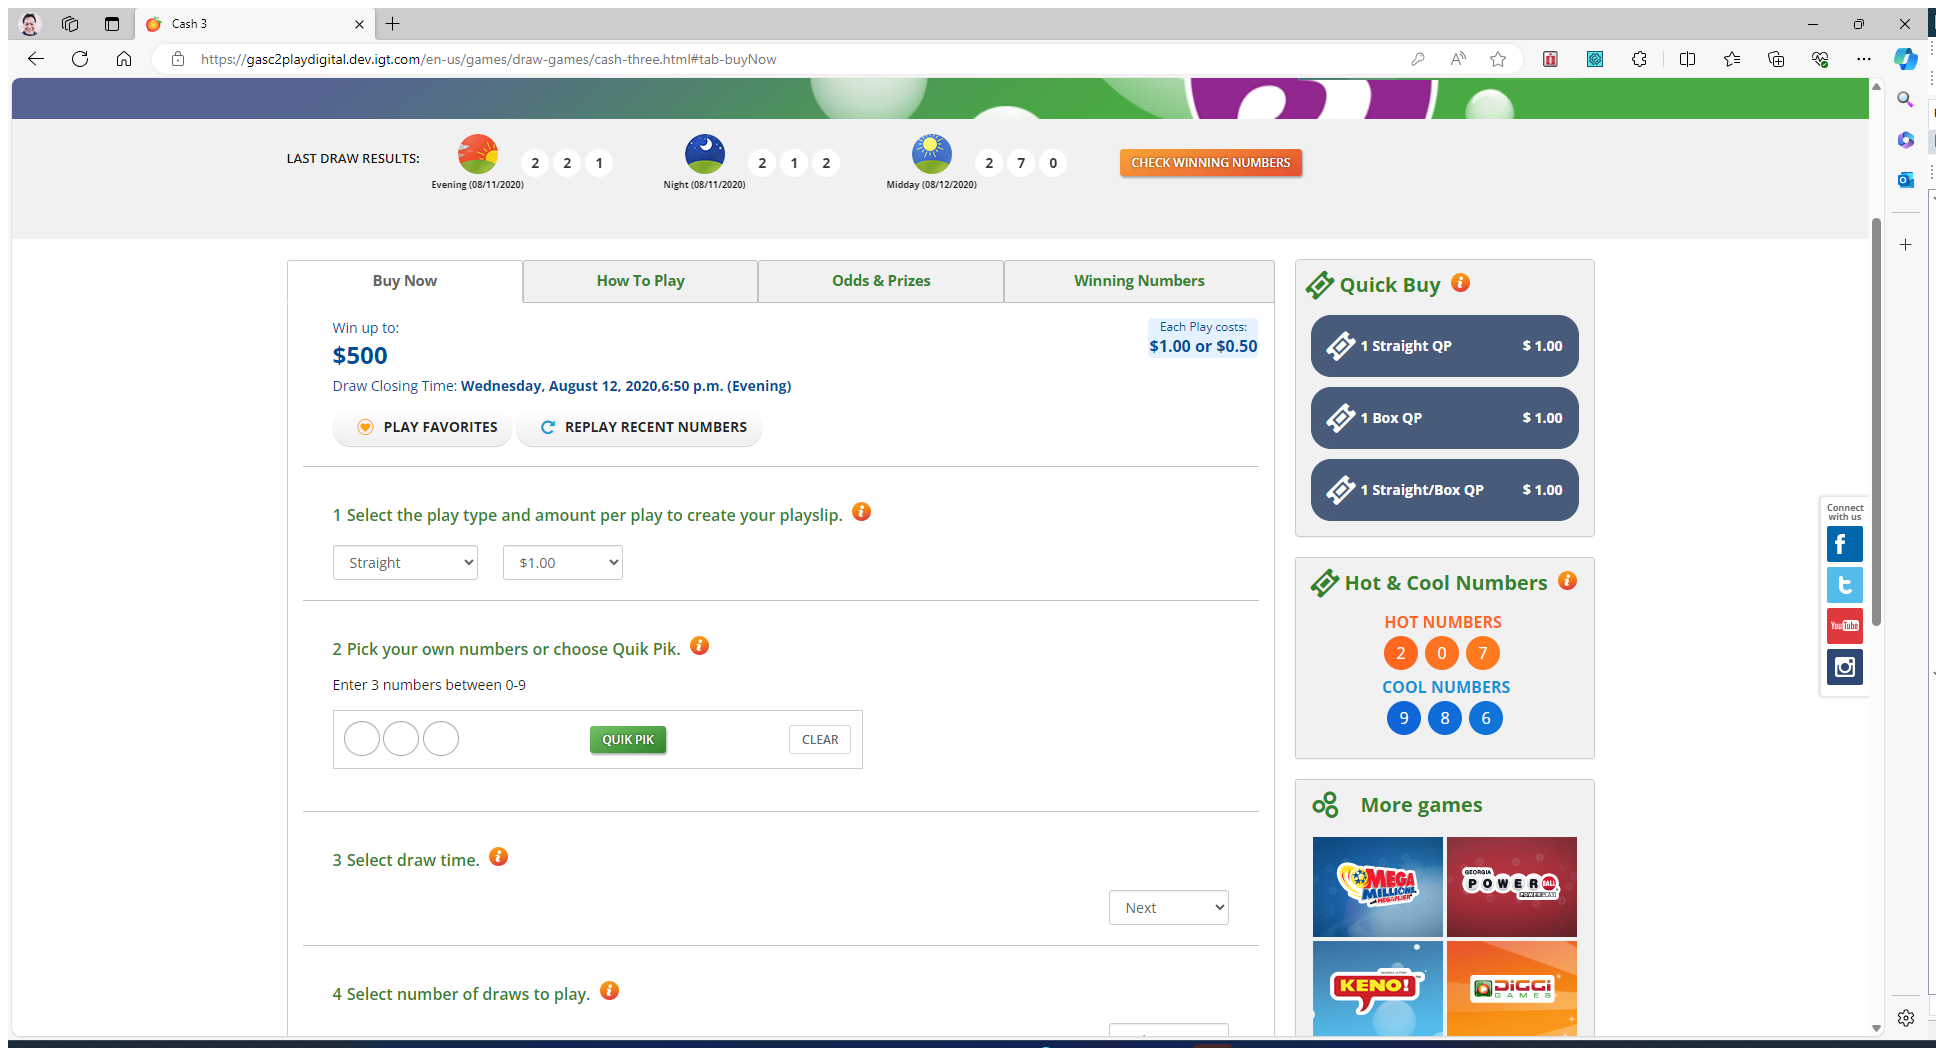 Cash 3
https://gasc2playdigital.dev.igt.com/en-us/games/draw-games/cash-three.html#tab-buyNow
LAST DRAW RESULTS:
2 2 1
Evening (08/11/2020)
2 1 2
Night (08/11/2020)
2 7 0
Midday (08/12/2020)
CHECK WINNING NUMBERS
Buy Now
How To Play
Odds & Prizes
Winning Numbers
Win up to:
$500
Each Play costs:
$1.00 or $0.50
Draw Closing Time: Wednesday, August 12, 2020,6:50 p.m. (Evening)
PLAY FAVORITES
REPLAY RECENT NUMBERS
1 Select the play type and amount per play to create your playslip.
Straight
$1.00
2 Pick your own numbers or choose Quik Pik.
Enter 3 numbers between 0-9
QUIK PIK
CLEAR
3 Select draw time.
Next
4 Select number of draws to play.
Quick Buy
1 Straight QP $ 1.00
1 Box QP $ 1.00
1 Straight/Box QP $ 1.00
Hot & Cool Numbers
HOT NUMBERS
2 0 7
COOL NUMBERS
9 8 6
More games
MEGA
MILLIONS
GEORGIA
POWERBALL
KENO!
DiGGi
GAMES
Connect
with us
You Tube